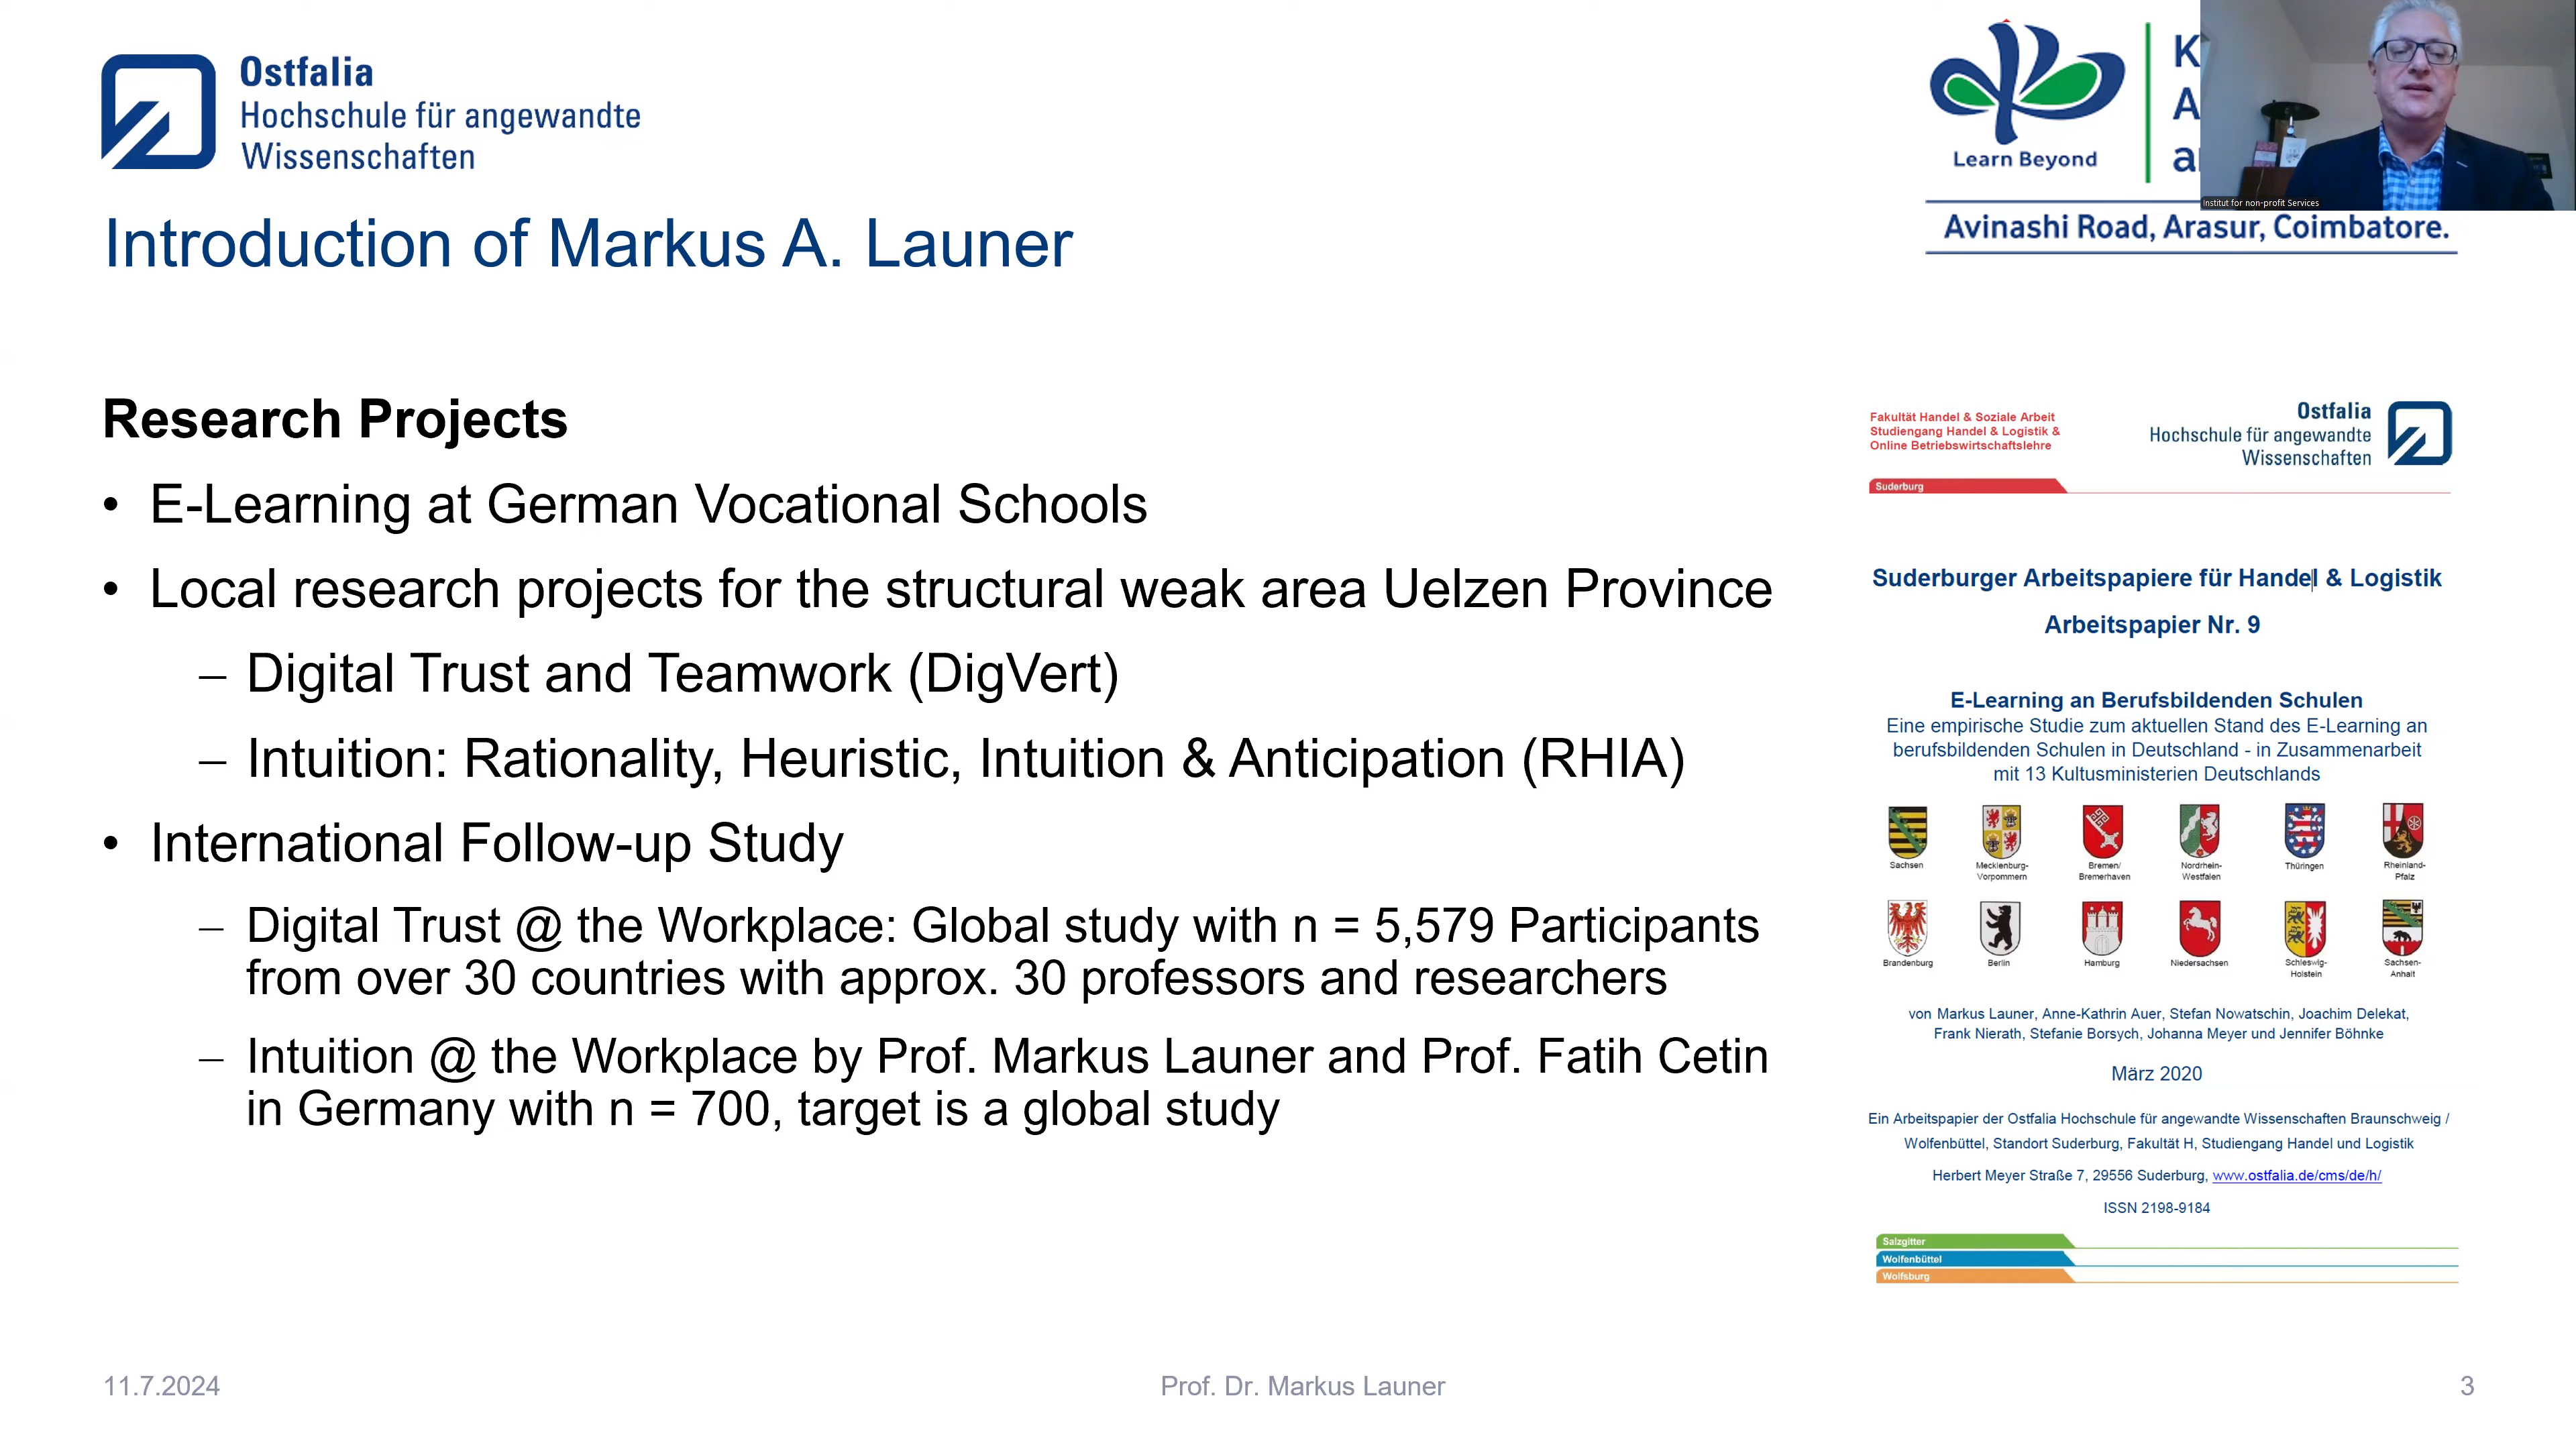 Ostfalia
Hochschule für angewandte
Wissenschaften
Learn Beyond
K
A
a
Institut for non-profit Services
Avinashi Road, Arasur, Coimbatore.
Introduction of Markus A. Launer
Research Projects
• E-Learning at German Vocational Schools
• Local research projects for the structural weak area Uelzen Province
– Digital Trust and Teamwork (DigVert)
– Intuition: Rationality, Heuristic, Intuition & Anticipation (RHIA)
• International Follow-up Study
– Digital Trust @ the Workplace: Global study with n = 5,579 Participants
from over 30 countries with approx. 30 professors and researchers
– Intuition @ the Workplace by Prof. Markus Launer and Prof. Fatih Cetin
in Germany with n = 700, target is a global study
Fakultät Handel & Soziale Arbeit
Studiengang Handel & Logistik &
Online Betriebswirtschaftslehre
Ostfalia
Hochschule für angewandte
Wissenschaften
Suderburg
Suderburger Arbeitspapiere für Handel & Logistik
Arbeitspapier Nr. 9
E-Learning an Berufsbildenden Schulen
Eine empirische Studie zum aktuellen Stand des E-Learning an
berufsbildenden Schulen in Deutschland - in Zusammenarbeit
mit 13 Kultusministerien Deutschlands
Sachsen
Mecklenburg-
Vorpommern
Bremen/
Bremerhaven
Nordrhein-
Westfalen
Thüringen
Rheinland-
Pfalz
Brandenburg
Berlin
Hamburg
Niedersachsen
Schleswig-
Holstein
Sachsen-
Anhalt
von Markus Launer, Anne-Kathrin Auer, Stefan Nowatschin, Joachim Delekat,
Frank Nierath, Stefanie Borsych, Johanna Meyer und Jennifer Böhnke
März 2020
Ein Arbeitspapier der Ostfalia Hochschule für angewandte Wissenschaften Braunschweig /
Wolfenbüttel, Standort Suderburg, Fakultät H, Studiengang Handel und Logistik
Herbert Meyer Straße 7, 29556 Suderburg, www.ostfalia.de/cms/de/h/
ISSN 2198-9184
Salzgitter
Wolfenbüttel
Wolfsburg
11.7.2024
Prof. Dr. Markus Launer
3